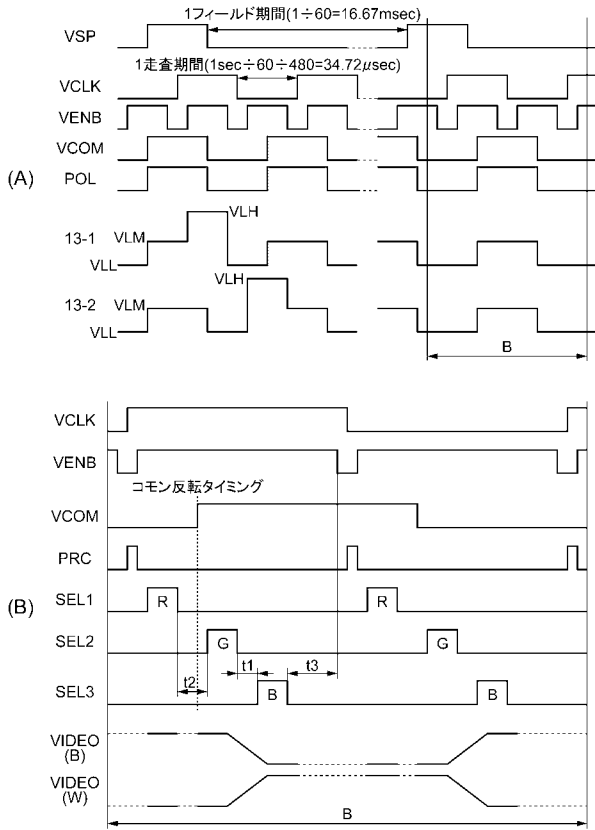 1フィールド期間(1÷60=16.67msec)
VSP
1走査期間(1sec÷60÷480=34.72μsec)
VCLK
VENB
VCOM
(A)
POL
VLH
13-1 VLM
VLL
VLH
13-2 VLM
VLL
B
VCLK
VENB
コモン反転タイミング
VCOM
PRC
(B)
SEL1 R R
SEL2 G G
t2 t1 t3
SEL3 B B
VIDEO
(B)
VIDEO
(W)
B